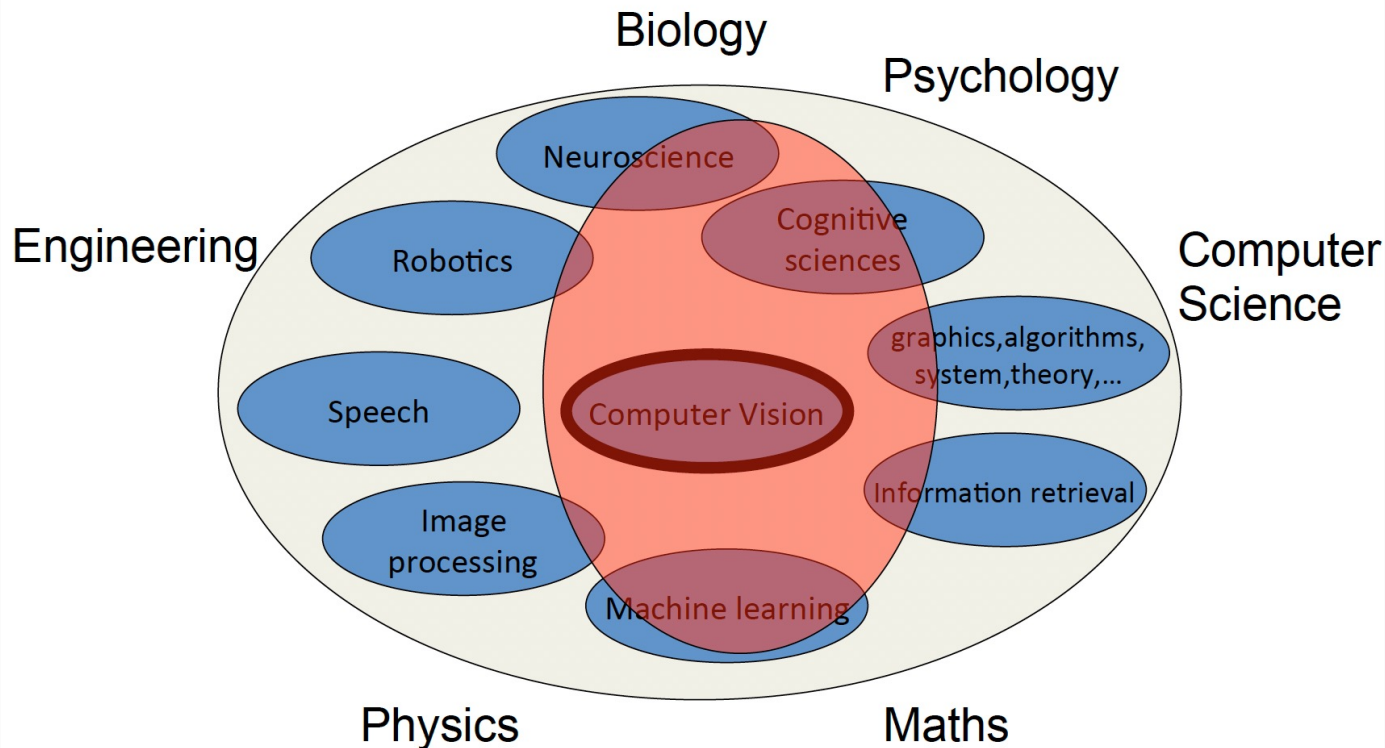 Biology
Psychology
Neuroscience
Cognitive
sciences
Engineering
Robotics
Computer
Science
graphics,algorithms,
system,theory,...
Speech
Computer Vision
Information retrieval
Image
processing
Machine learning
Physics
Maths